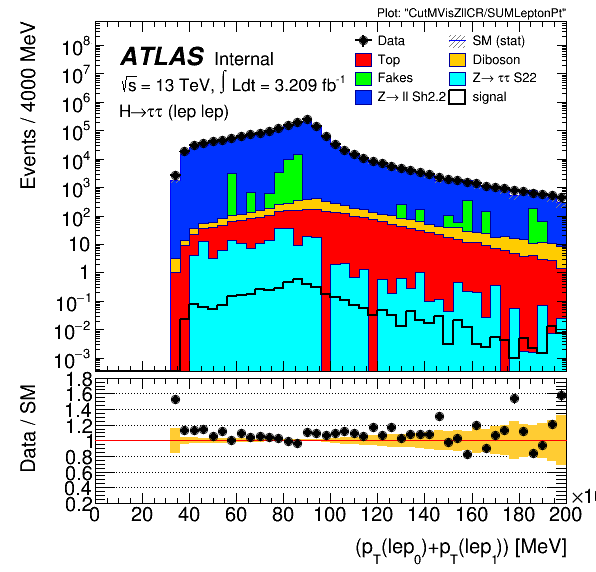 Plot: "CutMVisZllCR/SUMLeptonPt"
ATLAS Internal
√s = 13 TeV, ∫ Ldt = 3.209 fb⁻¹
H→ττ (lep lep)
Data
SM (stat)
Top
Diboson
Fakes
Z→ ττ S22
Z→ ll Sh2.2
signal
Events / 4000 MeV
10⁸
10⁷
10⁶
10⁵
10⁴
10³
10²
10
1
10⁻¹
10⁻²
10⁻³
Data / SM
1.8
1.6
1.4
1.2
1
0.8
0.6
0.4
0.2
0 20 40 60 80 100 120 140 160 180 200
(p_T(lep₀)+p_T(lep₁)) [MeV]